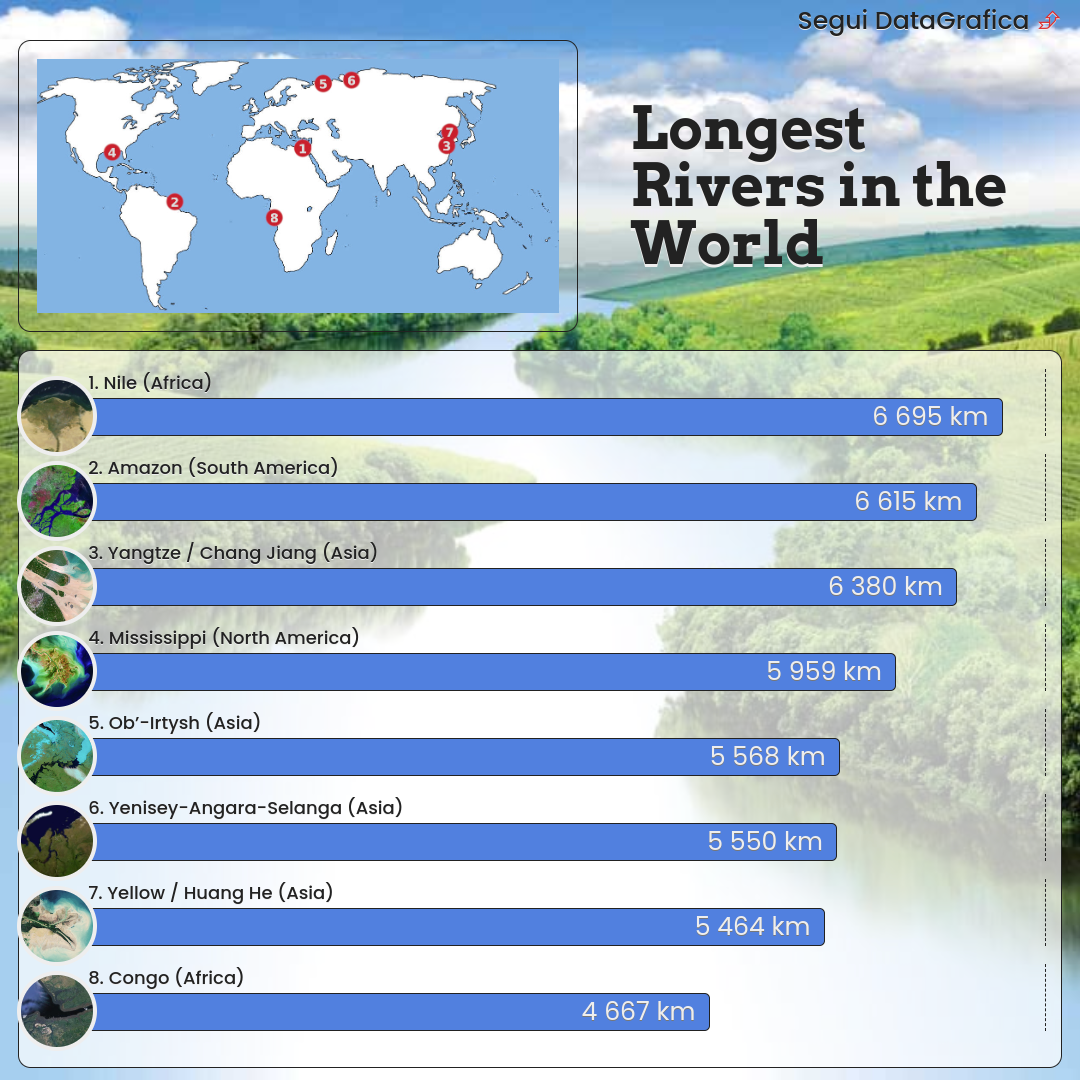 Segui DataGrafica
5
6
7
3
4
1
2
8
Longest
Rivers in the
World
1. Nile (Africa)
6 695 km
2. Amazon (South America)
6 615 km
3. Yangtze / Chang Jiang (Asia)
6 380 km
4. Mississippi (North America)
5 959 km
5. Ob’-Irtysh (Asia)
5 568 km
6. Yenisey-Angara-Selanga (Asia)
5 550 km
7. Yellow / Huang He (Asia)
5 464 km
8. Congo (Africa)
4 667 km